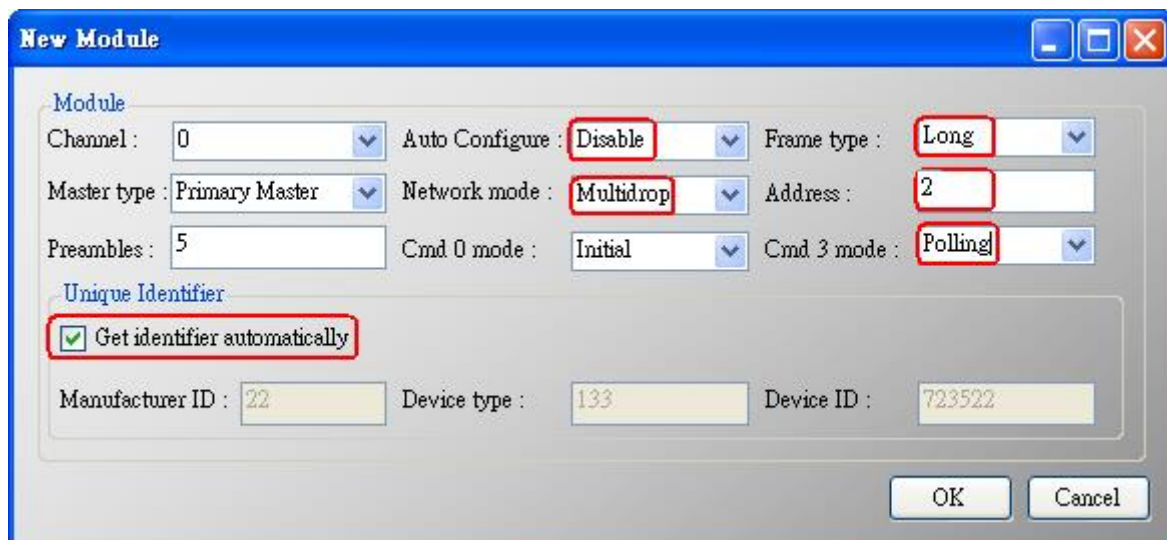 New Module
Module
Channel : 0 Auto Configure : Disable Frame type : Long
Master type : Primary Master Network mode : Multidrop Address : 2
Preambles : 5 Cmd 0 mode : Initial Cmd 3 mode : Polling
Unique Identifier
Get identifier automatically
Manufacturer ID : 22 Device type : 133 Device ID : 723522
OK Cancel